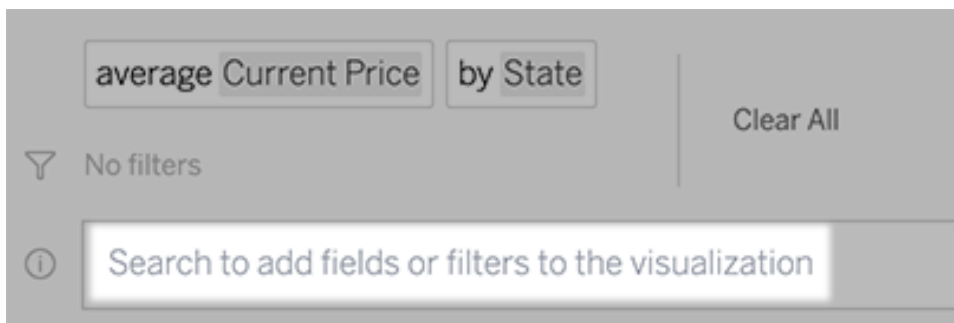 average Current Price by State
Clear All
No filters
Search to add fields or filters to the visualization